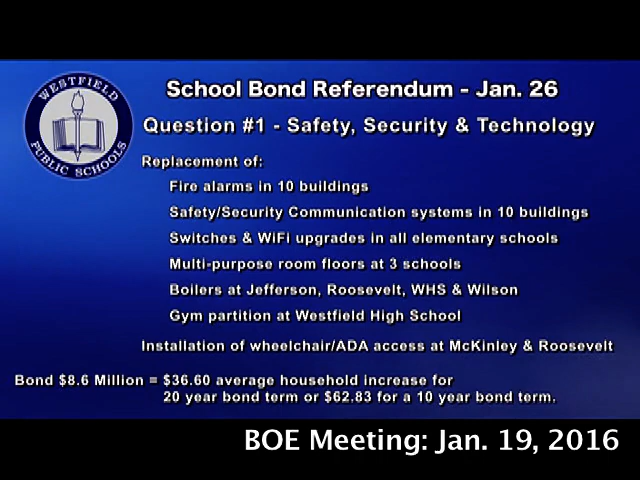 WESTFIELD
PUBLIC SCHOOLS
School Bond Referendum - Jan. 26
Question #1 - Safety, Security & Technology
Replacement of:
Fire alarms in 10 buildings
Safety/Security Communication systems in 10 buildings
Switches & WiFi upgrades in all elementary schools
Multi-purpose room floors at 3 schools
Boilers at Jefferson, Roosevelt, WHS & Wilson
Gym partition at Westfield High School
Installation of wheelchair/ADA access at McKinley & Roosevelt
Bond $8.6 Million = $36.60 average household increase for
20 year bond term or $62.83 for a 10 year bond term.
BOE Meeting: Jan. 19, 2016